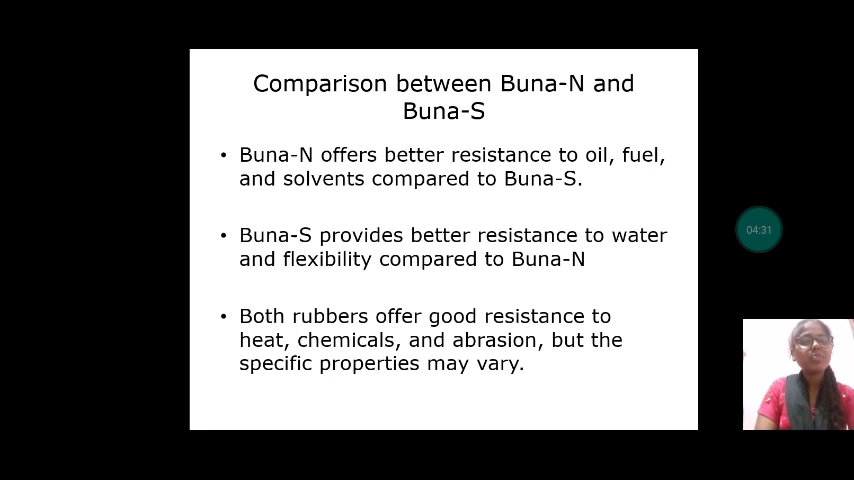 Comparison between Buna-N and
Buna-S
• Buna-N offers better resistance to oil, fuel,
and solvents compared to Buna-S.
• Buna-S provides better resistance to water
and flexibility compared to Buna-N
• Both rubbers offer good resistance to
heat, chemicals, and abrasion, but the
specific properties may vary.
04:31